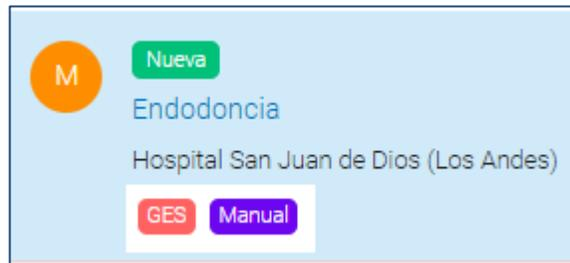 M
Nueva
Endodoncia
Hospital San Juan de Dios (Los Andes)
GES Manual